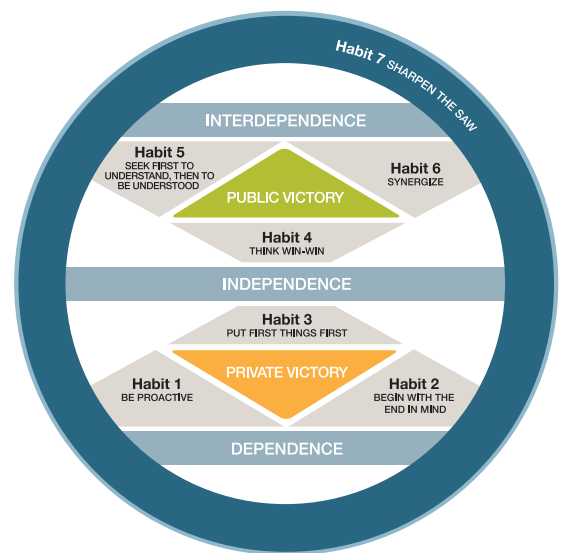 Habit 7 SHARPEN THE SAW
INTERDEPENDENCE
Habit 5
SEEK FIRST TO
UNDERSTAND, THEN TO
BE UNDERSTOOD
Habit 6
SYNERGIZE
PUBLIC VICTORY
Habit 4
THINK WIN-WIN
INDEPENDENCE
Habit 3
PUT FIRST THINGS FIRST
PRIVATE VICTORY
Habit 1
BE PROACTIVE
Habit 2
BEGIN WITH THE
END IN MIND
DEPENDENCE